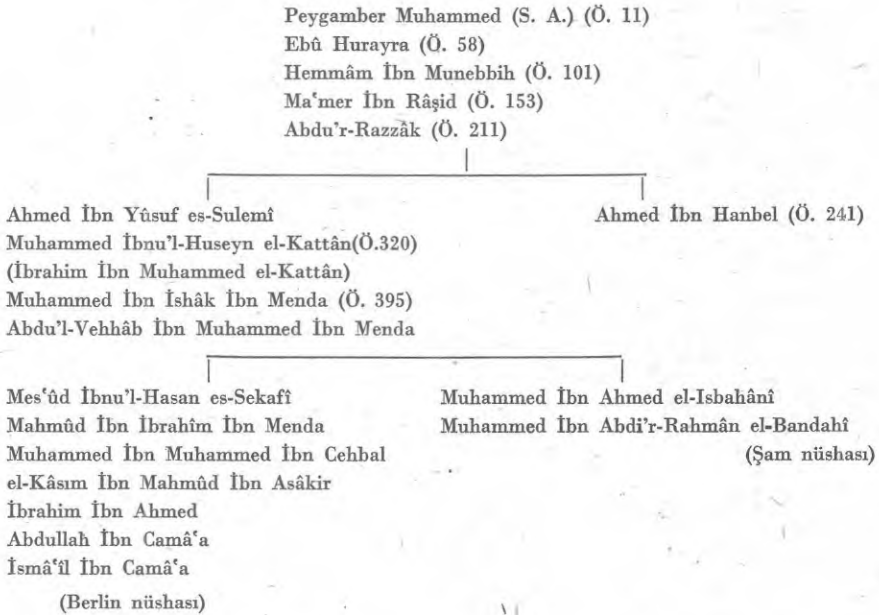 Peygamber Muhammed (S. A.) (Ö. 11)
Ebû Hurayra (Ö. 58)
Hemmâm İbn Munebbih (Ö. 101)
Ma‘mer İbn Râşid (Ö. 153)
Abdu'r-Razzâk (Ö. 211)
Ahmed İbn Yûsuf es-Sulemî
Muhammed İbnu'l-Huseyn el-Kattân(Ö.320)
(İbrahim İbn Muhammed el-Kattân)
Muhammed İbn İshâk İbn Menda (Ö. 395)
Abdu'l-Vehhâb İbn Muhammed İbn Menda
Ahmed İbn Hanbel (Ö. 241)
Mes‘ûd İbnu'l-Hasan es-Sekafî
Mahmûd İbn İbrahîm İbn Menda
Muhammed İbn Muhammed İbn Cehbal
el-Kâsım İbn Mahmûd İbn Asâkir
İbrahim İbn Ahmed
Abdullah İbn Camâ‘a
İsmâ‘îl İbn Camâ‘a
(Berlin nüshası)
Muhammed İbn Ahmed el-Isbahânî
Muhammed İbn Abdi'r-Rahmân el-Bandahî
(Şam nüshası)